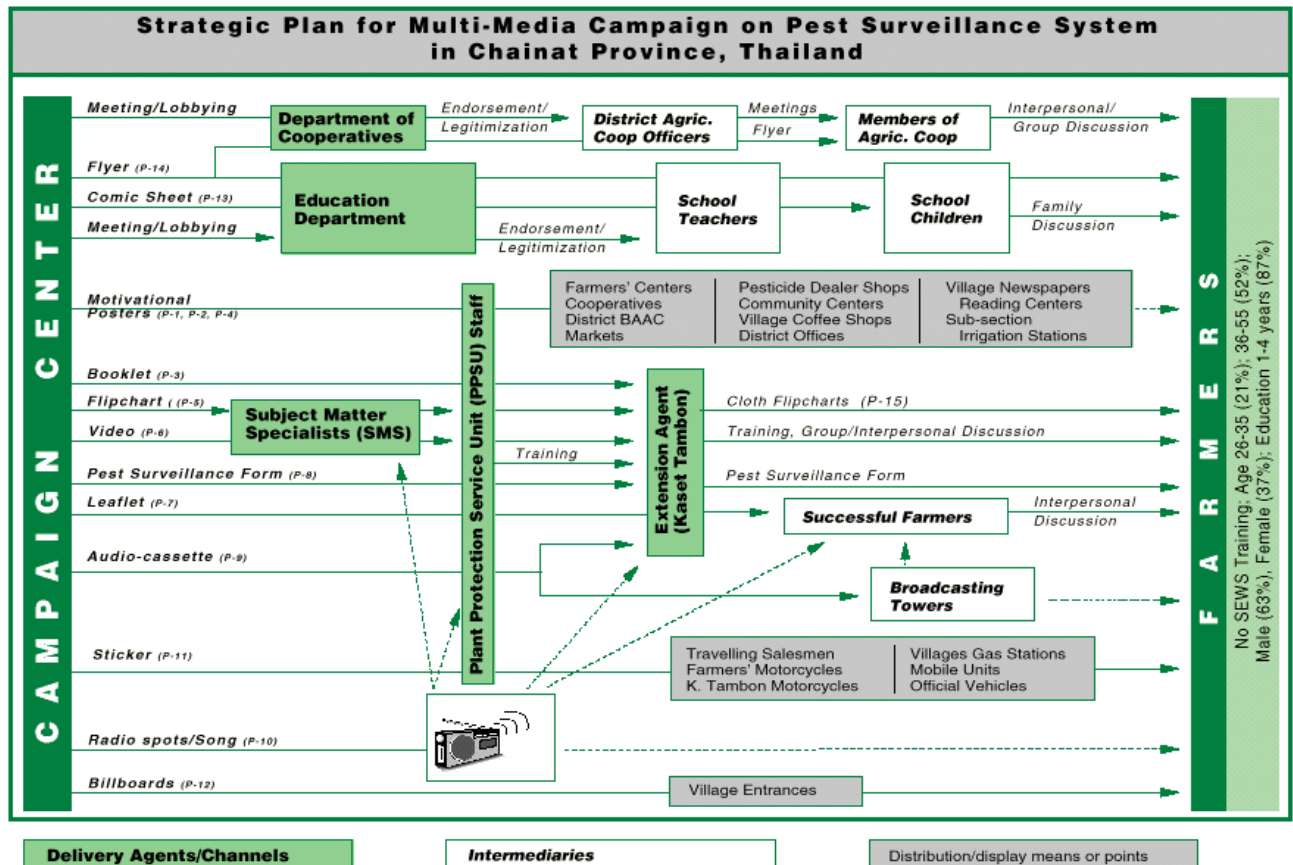 Strategic Plan for Multi-Media Campaign on Pest Surveillance System
in Chainat Province, Thailand
CAMPAIGN CENTER
Meeting/Lobbying
Department of
Cooperatives
Endorsement/
Legitimization
District Agric.
Coop Officers
Meetings
Flyer
Members of
Agric. Coop
Interpersonal/
Group Discussion
Flyer (P-14)
Comic Sheet (P-13)
Meeting/Lobbying
Education
Department
Endorsement/
Legitimization
School
Teachers
School
Children
Family
Discussion
Motivational
Posters (P-1, P-2, P-4)
Farmers' Centers
Cooperatives
District BAAC
Markets
Pesticide Dealer Shops
Community Centers
Village Coffee Shops
District Offices
Village Newspapers
Reading Centers
Sub-section
Irrigation Stations
Booklet (P-3)
Flipchart ( (P-5)
Video (P-6)
Subject Matter
Specialists (SMS)
Plant Protection Service Unit (PPSU) Staff
Training
Extension Agent
(Kaset Tambon)
Cloth Flipcharts (P-15)
Training, Group/Interpersonal Discussion
Pest Surveillance Form (P-8)
Pest Surveillance Form
Leaflet (P-7)
Successful Farmers
Interpersonal
Discussion
Audio-cassette (P-9)
Broadcasting
Towers
Sticker (P-11)
Travelling Salesmen
Farmers' Motorcycles
K. Tambon Motorcycles
Villages Gas Stations
Mobile Units
Official Vehicles
Radio spots/Song (P-10)
Billboards (P-12)
Village Entrances
FARMERS
No SEWS Training; Age 26-35 (21%); 36-55 (52%);
Male (63%), Female (37%); Education 1-4 years (87%)
Delivery Agents/Channels
Intermediaries
Distribution/display means or points